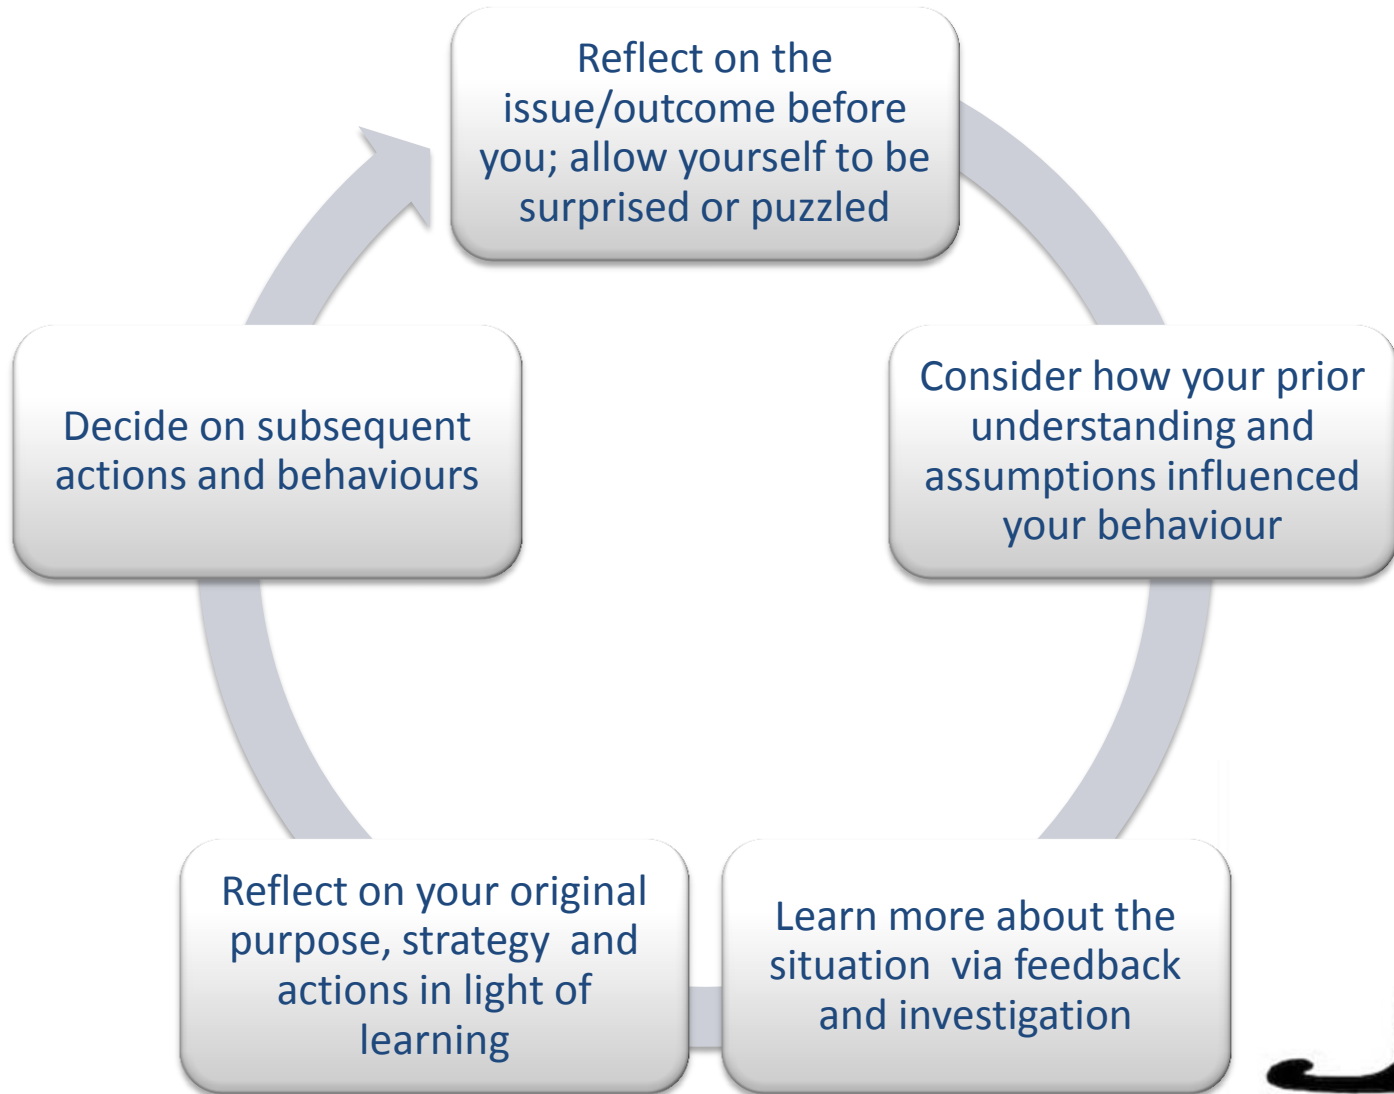 Reflect on the
issue/outcome before
you; allow yourself to be
surprised or puzzled
Consider how your prior
understanding and
assumptions influenced
your behaviour
Learn more about the
situation via feedback
and investigation
Reflect on your original
purpose, strategy and
actions in light of
learning
Decide on subsequent
actions and behaviours